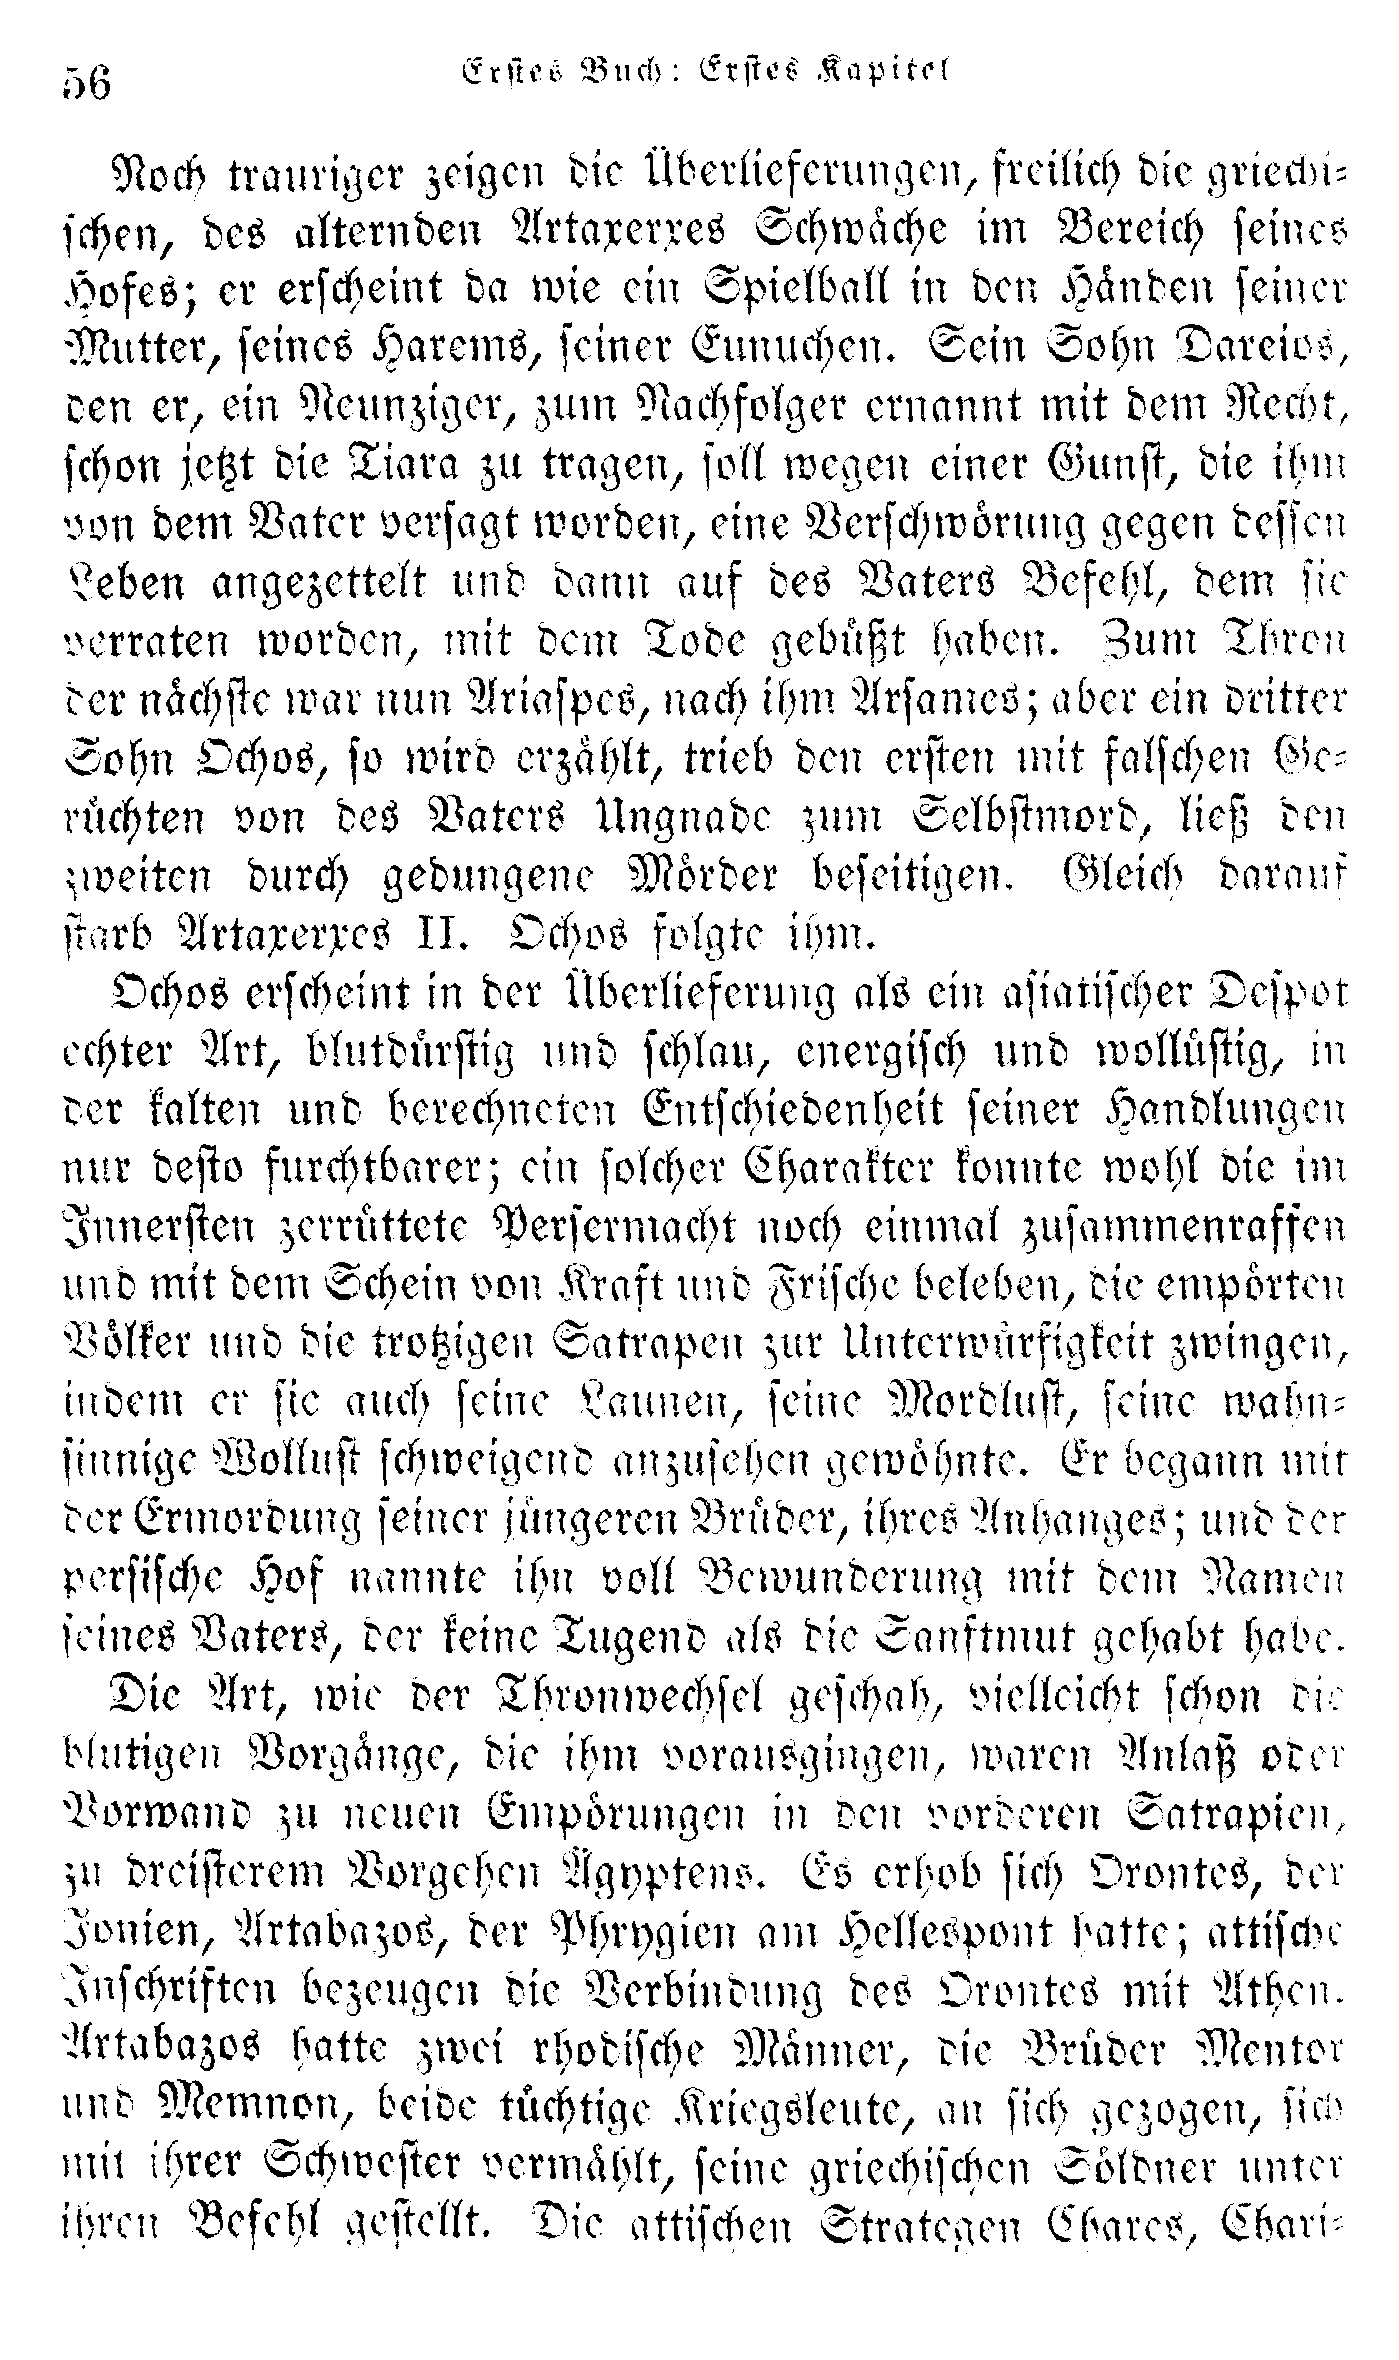 56
Erstes Buch: Erstes Kapitel
Noch trauriger zeigen die Überlieferungen, freilich die griechi-
schen, des alternden Artaxerxes Schwäche im Bereich seines
Hofes; er erscheint da wie ein Spielball in den Händen seiner
Mutter, seines Harems, seiner Eunuchen. Sein Sohn Dareios,
den er, ein Neunziger, zum Nachfolger ernannt mit dem Recht,
schon jetzt die Tiara zu tragen, soll wegen einer Gunst, die ihm
von dem Vater versagt worden, eine Verschwörung gegen dessen
Leben angezettelt und dann auf des Vaters Befehl, dem sie
verraten worden, mit dem Tode gebüßt haben. Zum Thron
der nächste war nun Ariaspes, nach ihm Arsames; aber ein dritter
Sohn Ochos, so wird erzählt, trieb den ersten mit falschen Ge-
rüchten von des Vaters Ungnade zum Selbstmord, ließ den
zweiten durch gedungene Mörder beseitigen. Gleich darauf
starb Artaxerxes II. Ochos folgte ihm.
Ochos erscheint in der Überlieferung als ein asiatischer Despot
echter Art, blutdürstig und schlau, energisch und wollüstig, in
der kalten und berechneten Entschiedenheit seiner Handlungen
nur desto furchtbarer; ein solcher Charakter konnte wohl die im
Innersten zerrüttete Persermacht noch einmal zusammenraffen
und mit dem Schein von Kraft und Frische beleben, die empörten
Völker und die trotzigen Satrapen zur Unterwürfigkeit zwingen,
indem er sie auch seine Launen, seine Mordlust, seine wahn-
sinnige Wollust schweigend anzusehen gewöhnte. Er begann mit
der Ermordung seiner jüngeren Brüder, ihres Anhanges; und der
persische Hof nannte ihn voll Bewunderung mit dem Namen
seines Vaters, der keine Tugend als die Sanftmut gehabt habe.
Die Art, wie der Thronwechsel geschah, vielleicht schon die
blutigen Vorgänge, die ihm vorausgingen, waren Anlaß oder
Vorwand zu neuen Empörungen in den vorderen Satrapien,
zu dreisterem Vorgehen Ägyptens. Es erhob sich Orontes, der
Ionien, Artabazos, der Phrygien am Hellespont hatte; attische
Inschriften bezeugen die Verbindung des Orontes mit Athen.
Artabazos hatte zwei rhodische Männer, die Brüder Mentor
und Memnon, beide tüchtige Kriegsleute, an sich gezogen, sich
mit ihrer Schwester vermählt, seine griechischen Söldner unter
ihren Befehl gestellt. Die attischen Strategen Chares, Chari-